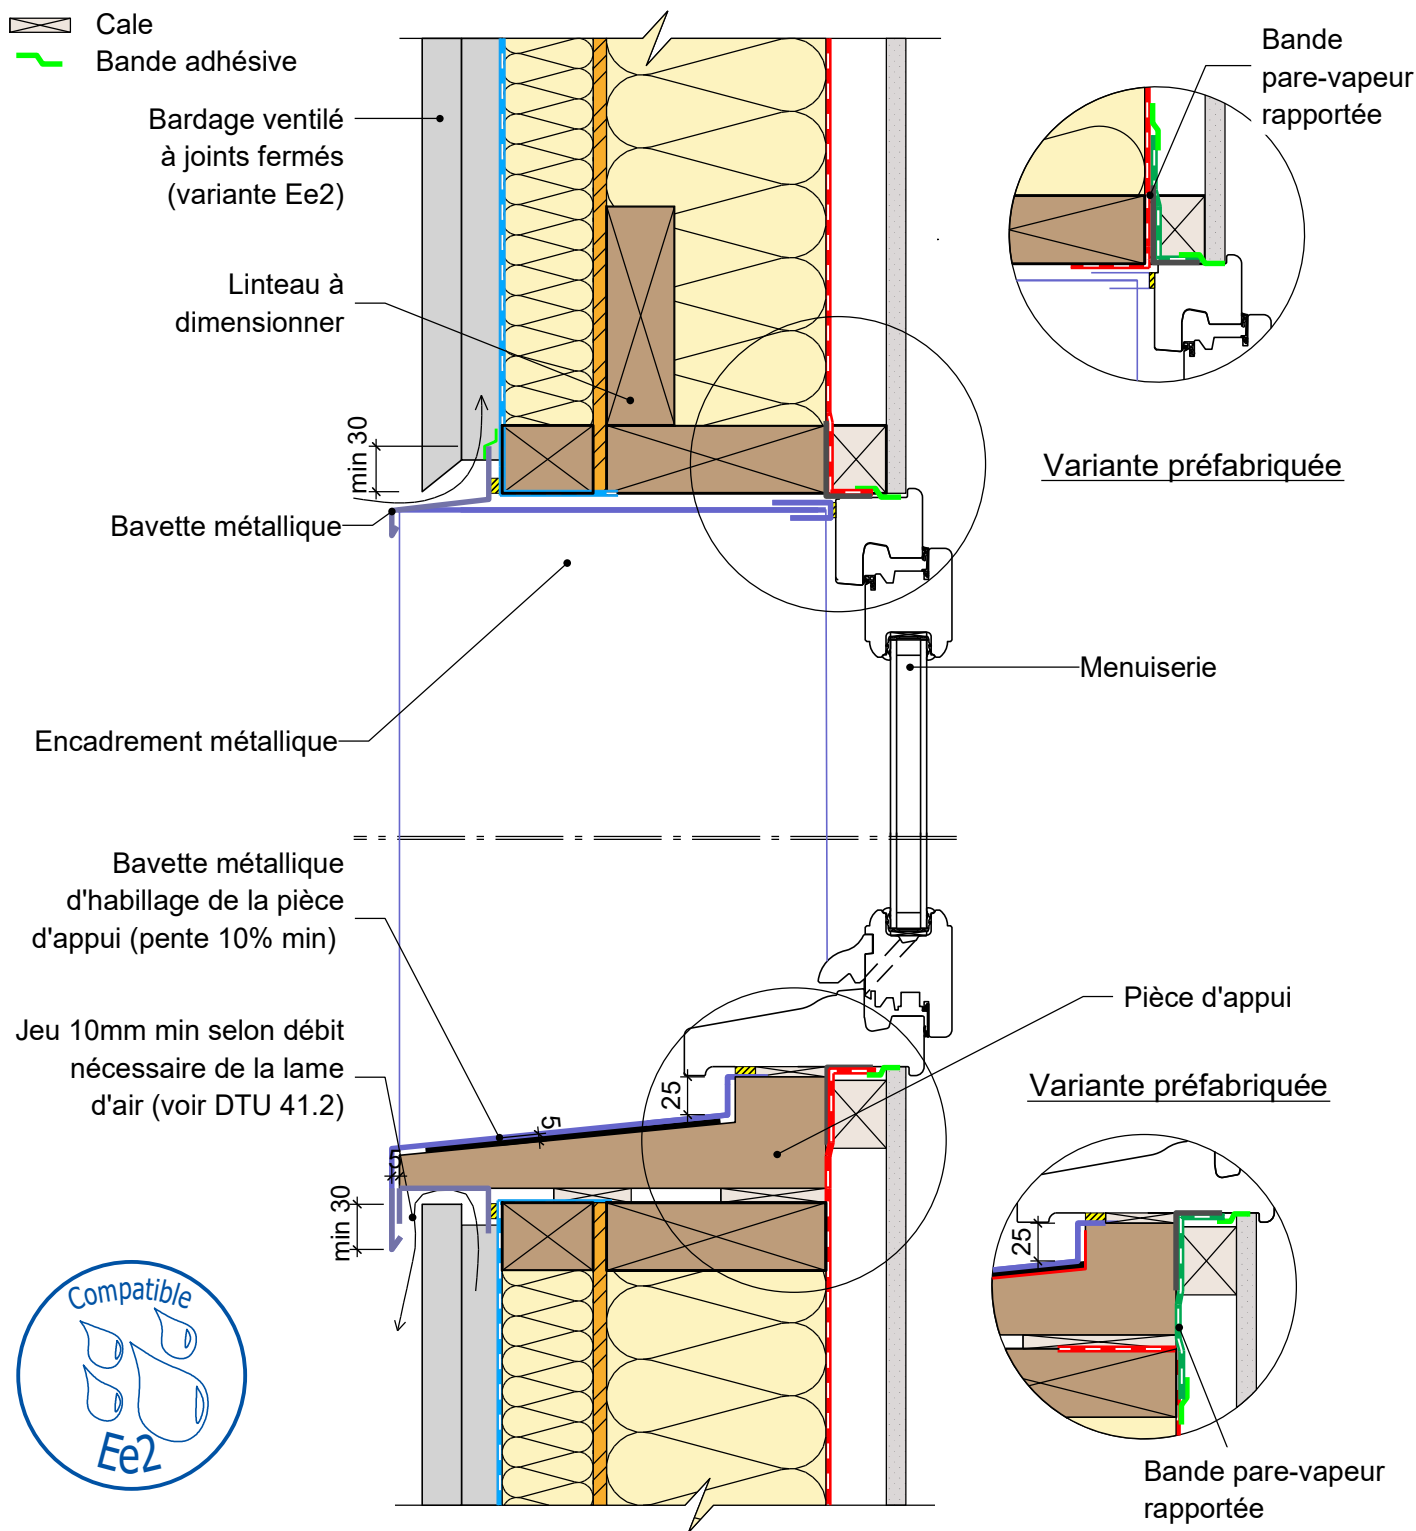 Cale
Bande adhésive
Bardage ventilé
à joints fermés
(variante Ee2)
Linteau à
dimensionner
min 30
Bavette métallique
Encadrement métallique
Bande
pare-vapeur
rapportée
Variante préfabriquée
Menuiserie
Bavette métallique
d'habillage de la pièce
d'appui (pente 10% min)
Jeu 10mm min selon débit
nécessaire de la lame
d'air (voir DTU 41.2)
25
5
5
min 30
Pièce d'appui
Variante préfabriquée
25
Bande pare-vapeur
rapportée
Compatible
Ee2